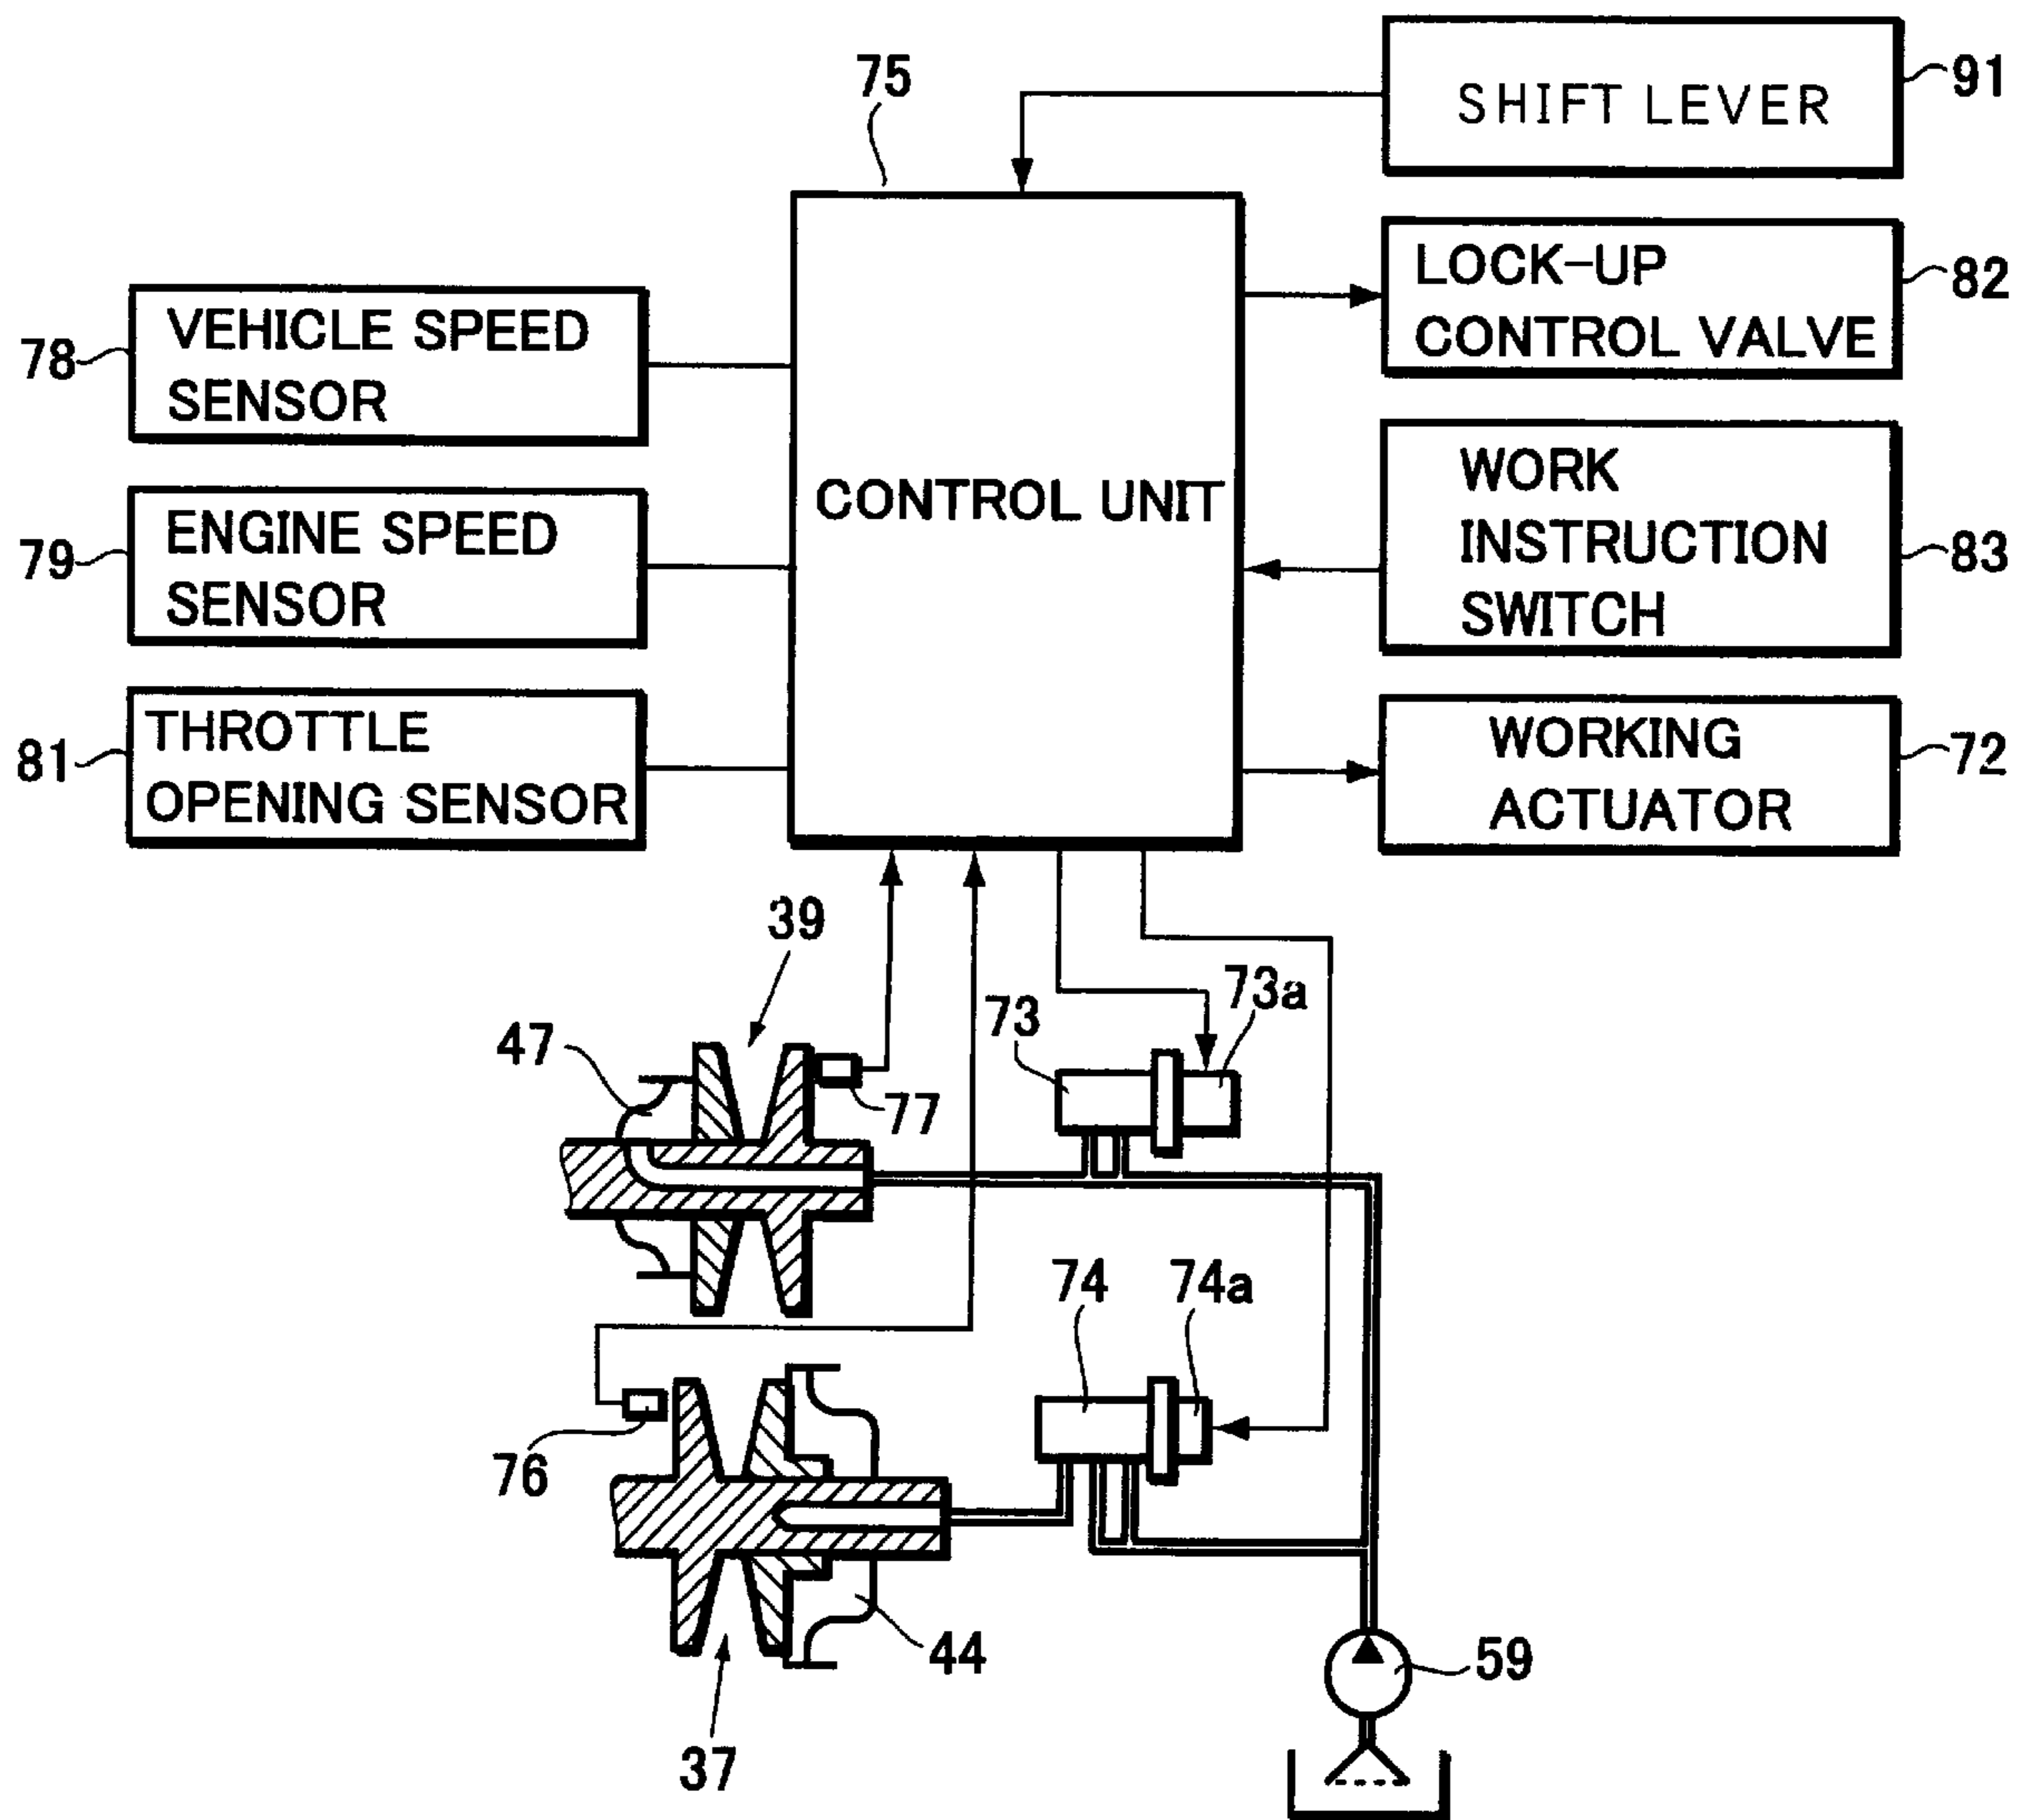 75
SHIFT LEVER
91
LOCK-UP
CONTROL VALVE
82
VEHICLE SPEED
SENSOR
78
CONTROL UNIT
WORK
INSTRUCTION
SWITCH
83
ENGINE SPEED
SENSOR
79
THROTTLE
OPENING SENSOR
81
WORKING
ACTUATOR
72
39
73
73a
47
77
74
74a
76
44
59
37